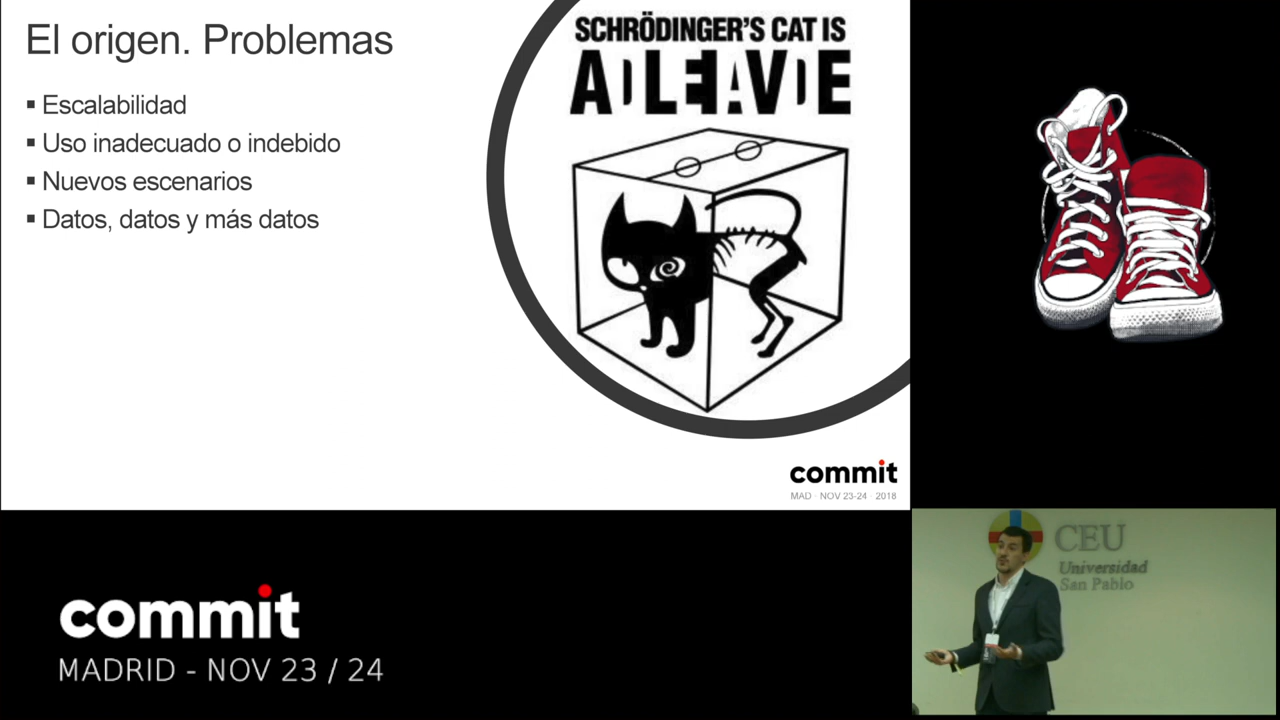 El origen. Problemas
▪ Escalabilidad
▪ Uso inadecuado o indebido
▪ Nuevos escenarios
▪ Datos, datos y más datos
SCHRÖDINGER'S CAT IS
commit
MAD · NOV 23-24 · 2018
commit
MADRID - NOV 23 / 24
CEU
Universidad
San Pablo